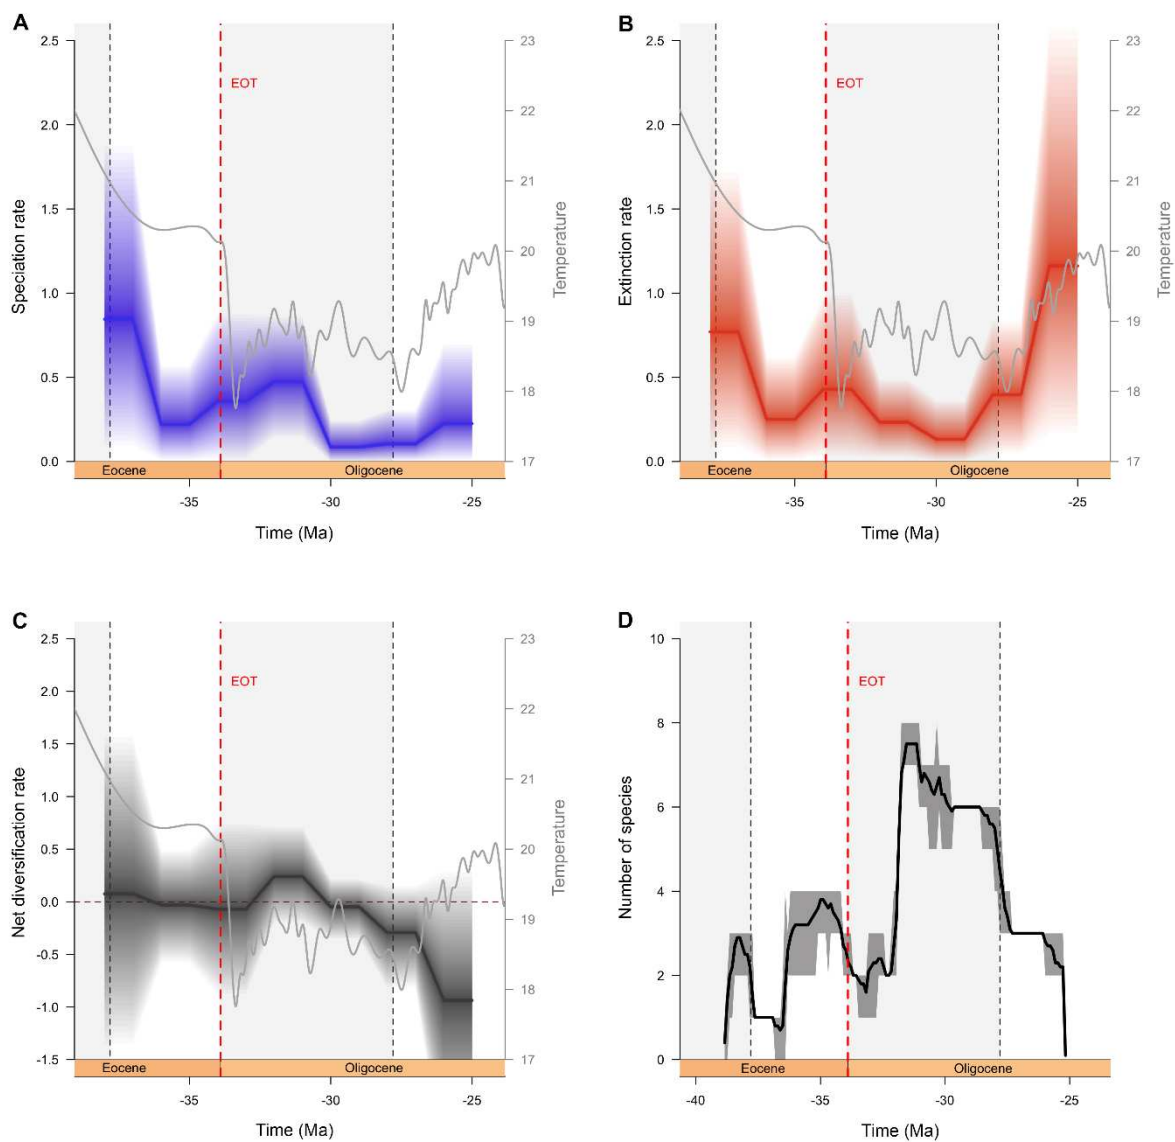 A
2.5
2.0
1.5
1.0
0.5
0.0
Speciation rate
EOT
23
22
21
20
19
18
17
Temperature
Eocene
Oligocene
-35
-30
-25
Time (Ma)
B
2.5
2.0
1.5
1.0
0.5
0.0
Extinction rate
EOT
23
22
21
20
19
18
17
Temperature
Eocene
Oligocene
-35
-30
-25
Time (Ma)
C
2.5
2.0
1.5
1.0
0.5
0.0
-0.5
-1.0
-1.5
Net diversification rate
EOT
23
22
21
20
19
18
17
Temperature
Eocene
Oligocene
-35
-30
-25
Time (Ma)
D
10
8
6
4
2
0
Number of species
EOT
Eocene
Oligocene
-40
-35
-30
-25
Time (Ma)